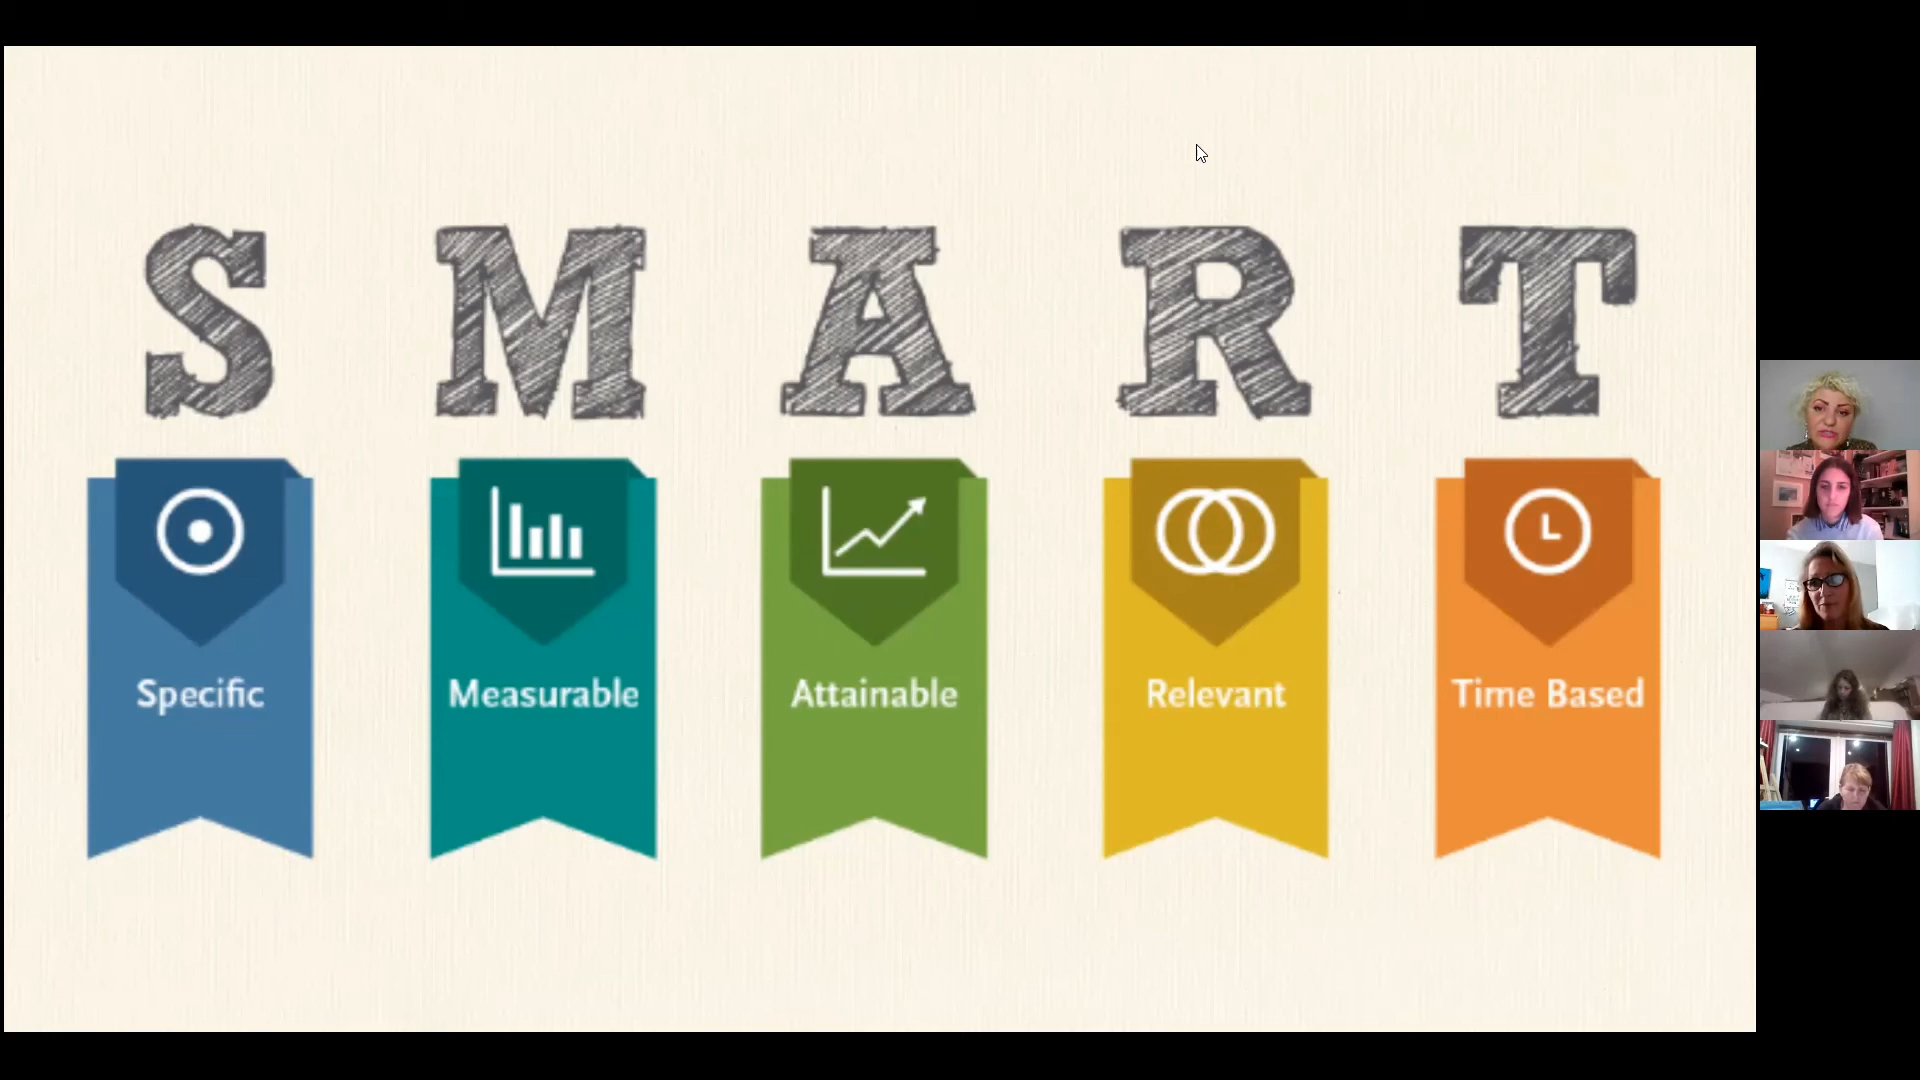 S M A R T
Specific
Measurable
Attainable
Relevant
Time Based